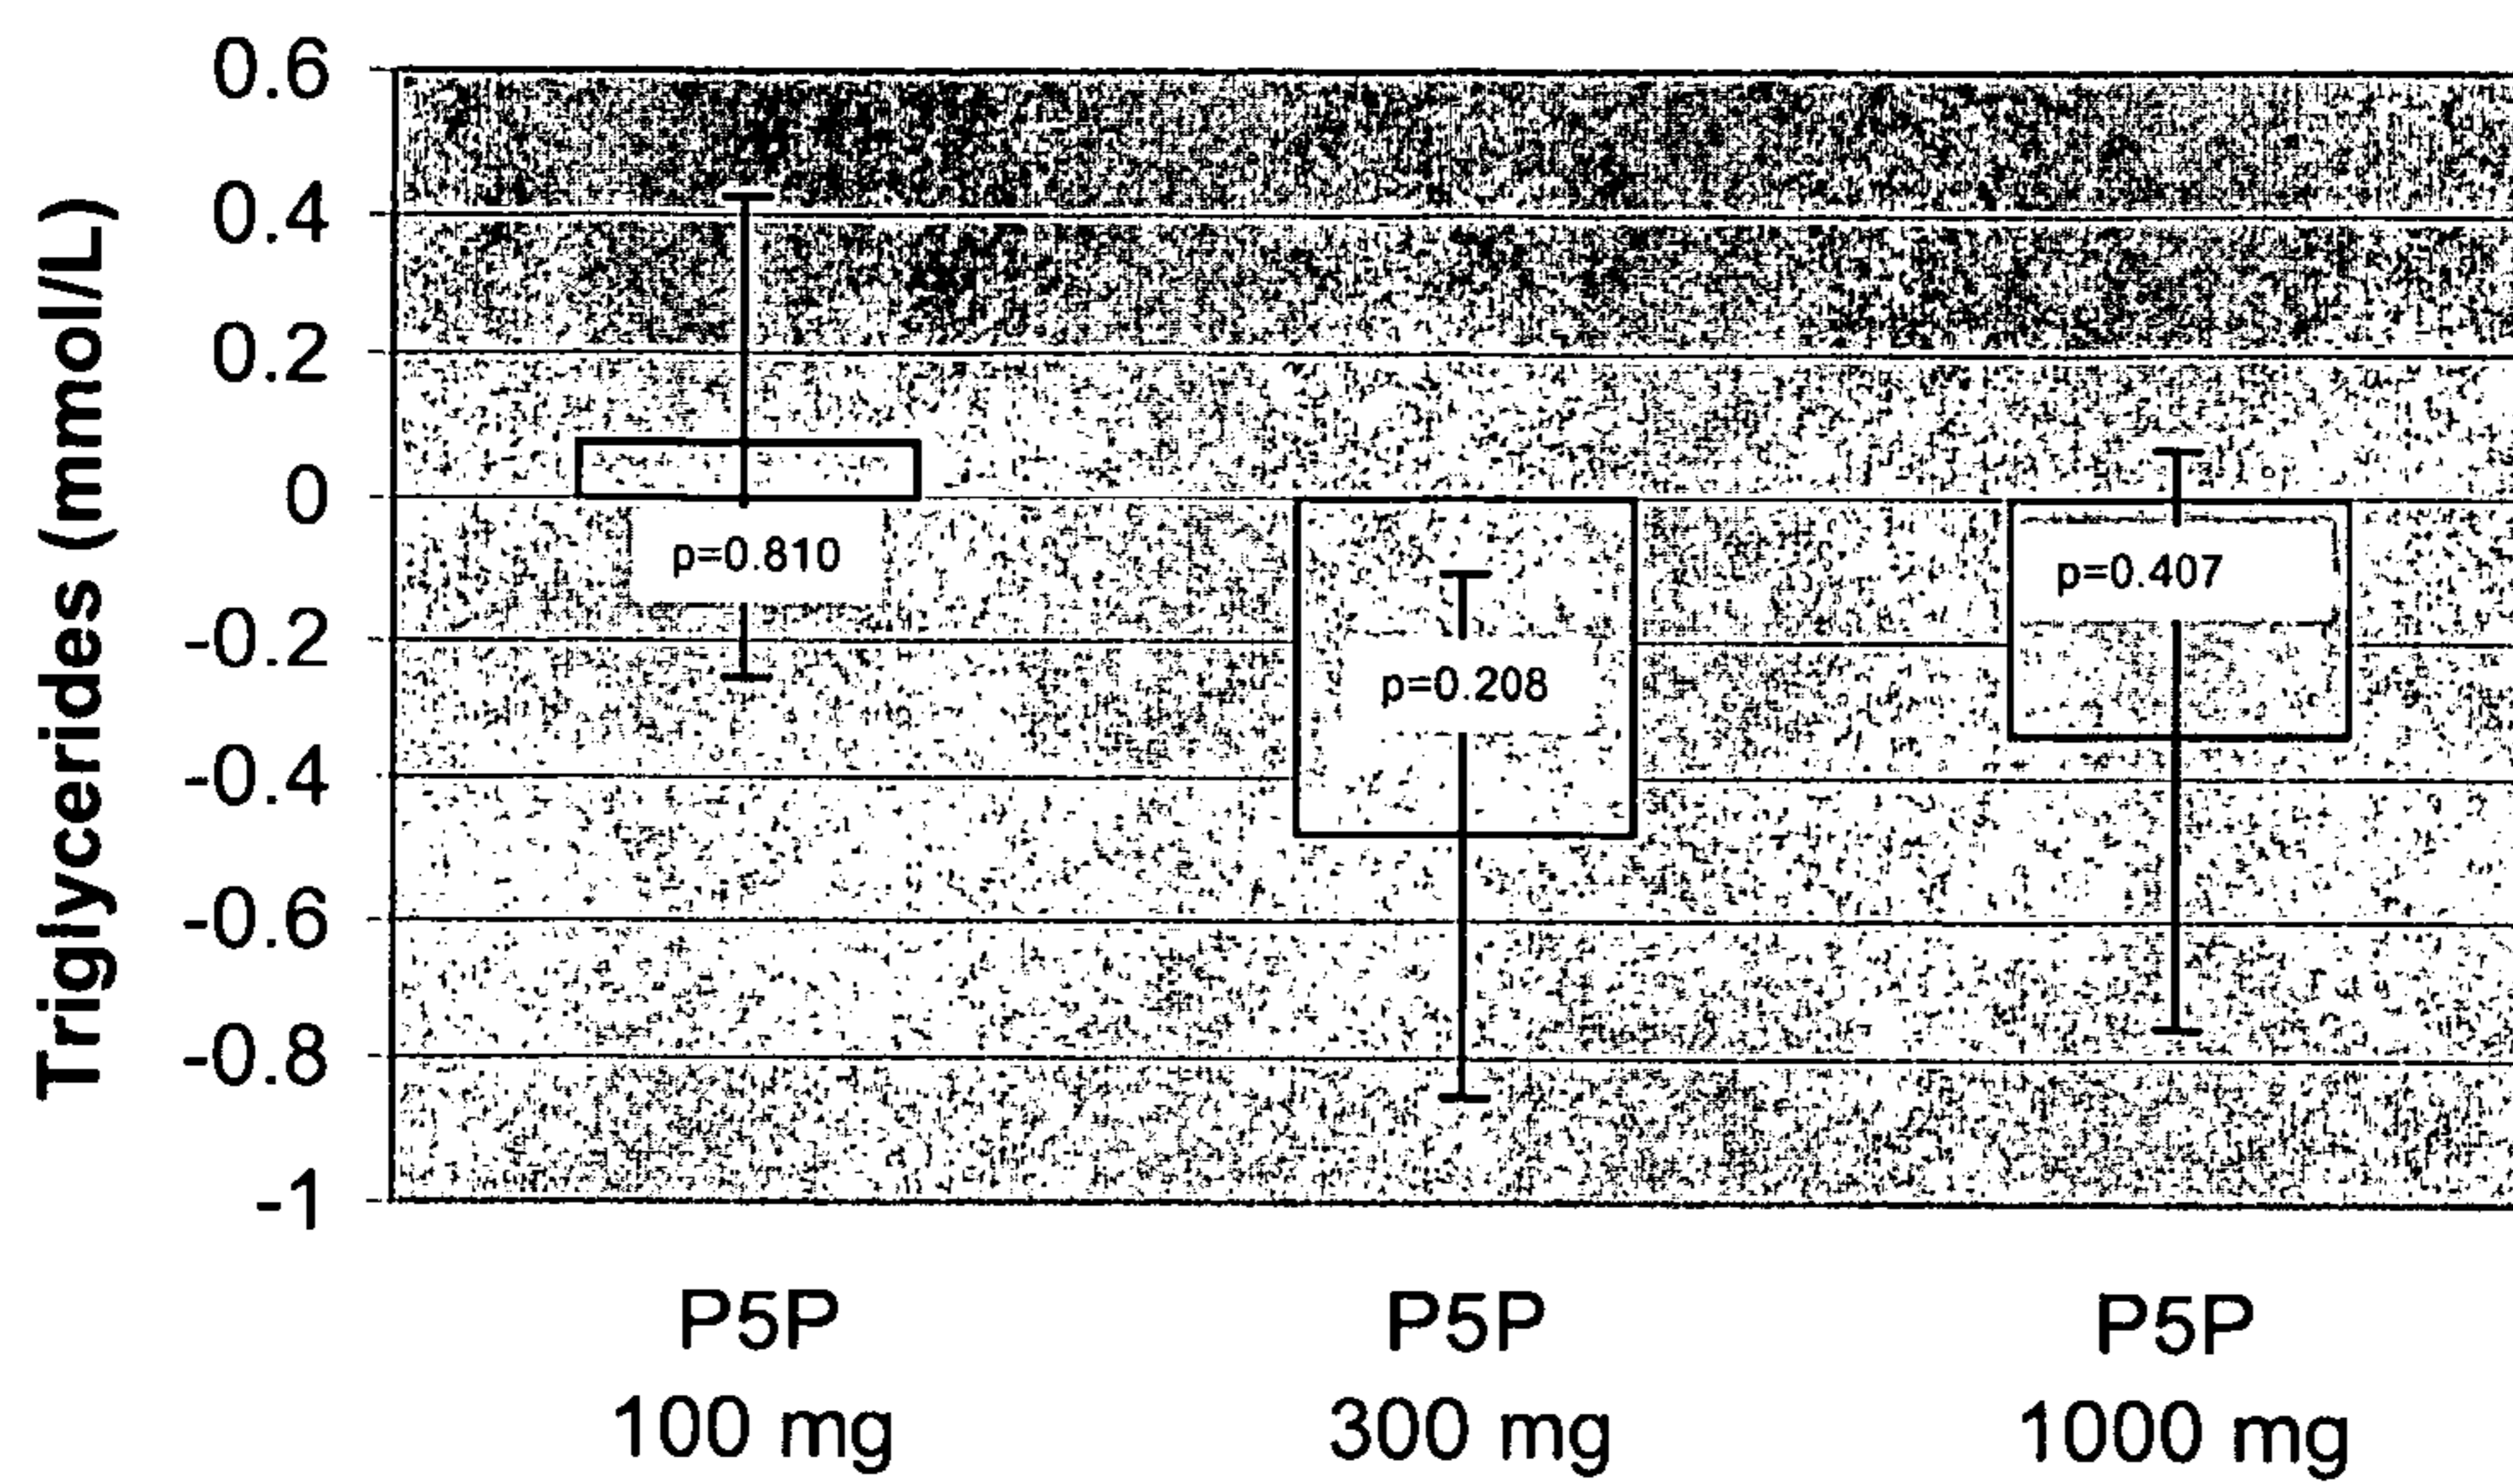 Triglycerides (mmol/L)
0.6
0.4
0.2
0
-0.2
-0.4
-0.6
-0.8
-1
p=0.810
p=0.208
p=0.407
P5P
100 mg
P5P
300 mg
P5P
1000 mg